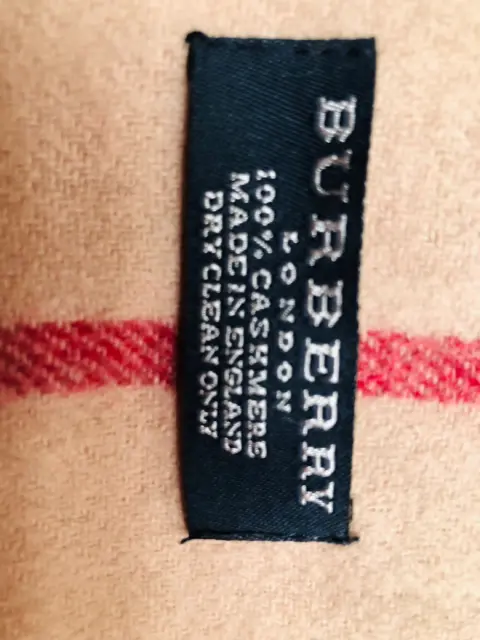 BURBERRY
LONDON
100% CASHMERE
MADE IN ENGLAND
DRY CLEAN ONLY